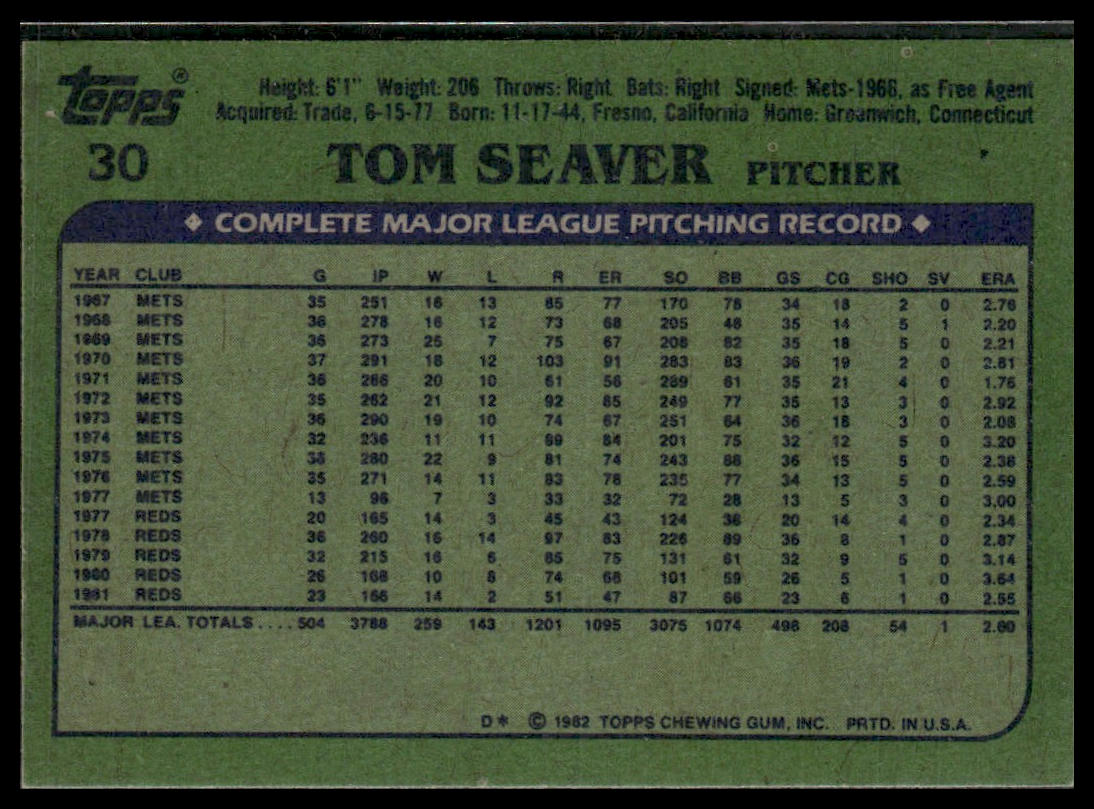 Topps®
Height: 6'1" Weight: 206 Throws: Right Bats: Right Signed: Mets-1966, as Free Agent
Acquired: Trade, 6-15-77 Born: 11-17-44, Fresno, California Home: Greenwich, Connecticut
30 TOM SEAVER PITCHER
◆ COMPLETE MAJOR LEAGUE PITCHING RECORD ◆
YEAR CLUB G IP W L R ER SO BB GS CG SHO SV ERA
1967 METS 35 251 16 13 85 77 170 78 34 18 2 0 2.76
1968 METS 36 278 16 12 73 68 205 48 35 14 5 1 2.20
1969 METS 36 273 25 7 75 67 208 82 35 18 5 0 2.21
1970 METS 37 291 18 12 103 91 283 83 36 19 2 0 2.81
1971 METS 36 286 20 10 61 56 289 61 35 21 4 0 1.76
1972 METS 35 262 21 12 92 85 249 77 35 13 3 0 2.92
1973 METS 36 290 19 10 74 67 251 64 36 18 3 0 2.08
1974 METS 32 236 11 11 89 84 201 75 32 12 5 0 3.20
1975 METS 36 280 22 9 81 74 243 88 36 15 5 0 2.38
1976 METS 35 271 14 11 83 78 235 77 34 13 5 0 2.59
1977 METS 13 96 7 3 33 32 72 28 13 5 3 0 3.00
1977 REDS 20 165 14 3 45 43 124 38 20 14 4 0 2.34
1978 REDS 36 260 16 14 97 83 226 89 36 8 1 0 2.87
1979 REDS 32 215 16 6 85 75 131 61 32 9 5 0 3.14
1980 REDS 26 168 10 8 74 68 101 59 26 5 1 0 3.64
1981 REDS 23 166 14 2 51 47 87 66 23 6 1 0 2.55
MAJOR LEA. TOTALS .... 504 3788 259 143 1201 1095 3075 1074 498 208 54 1 2.60
D* © 1982 TOPPS CHEWING GUM, INC. PRTD. IN U.S.A.